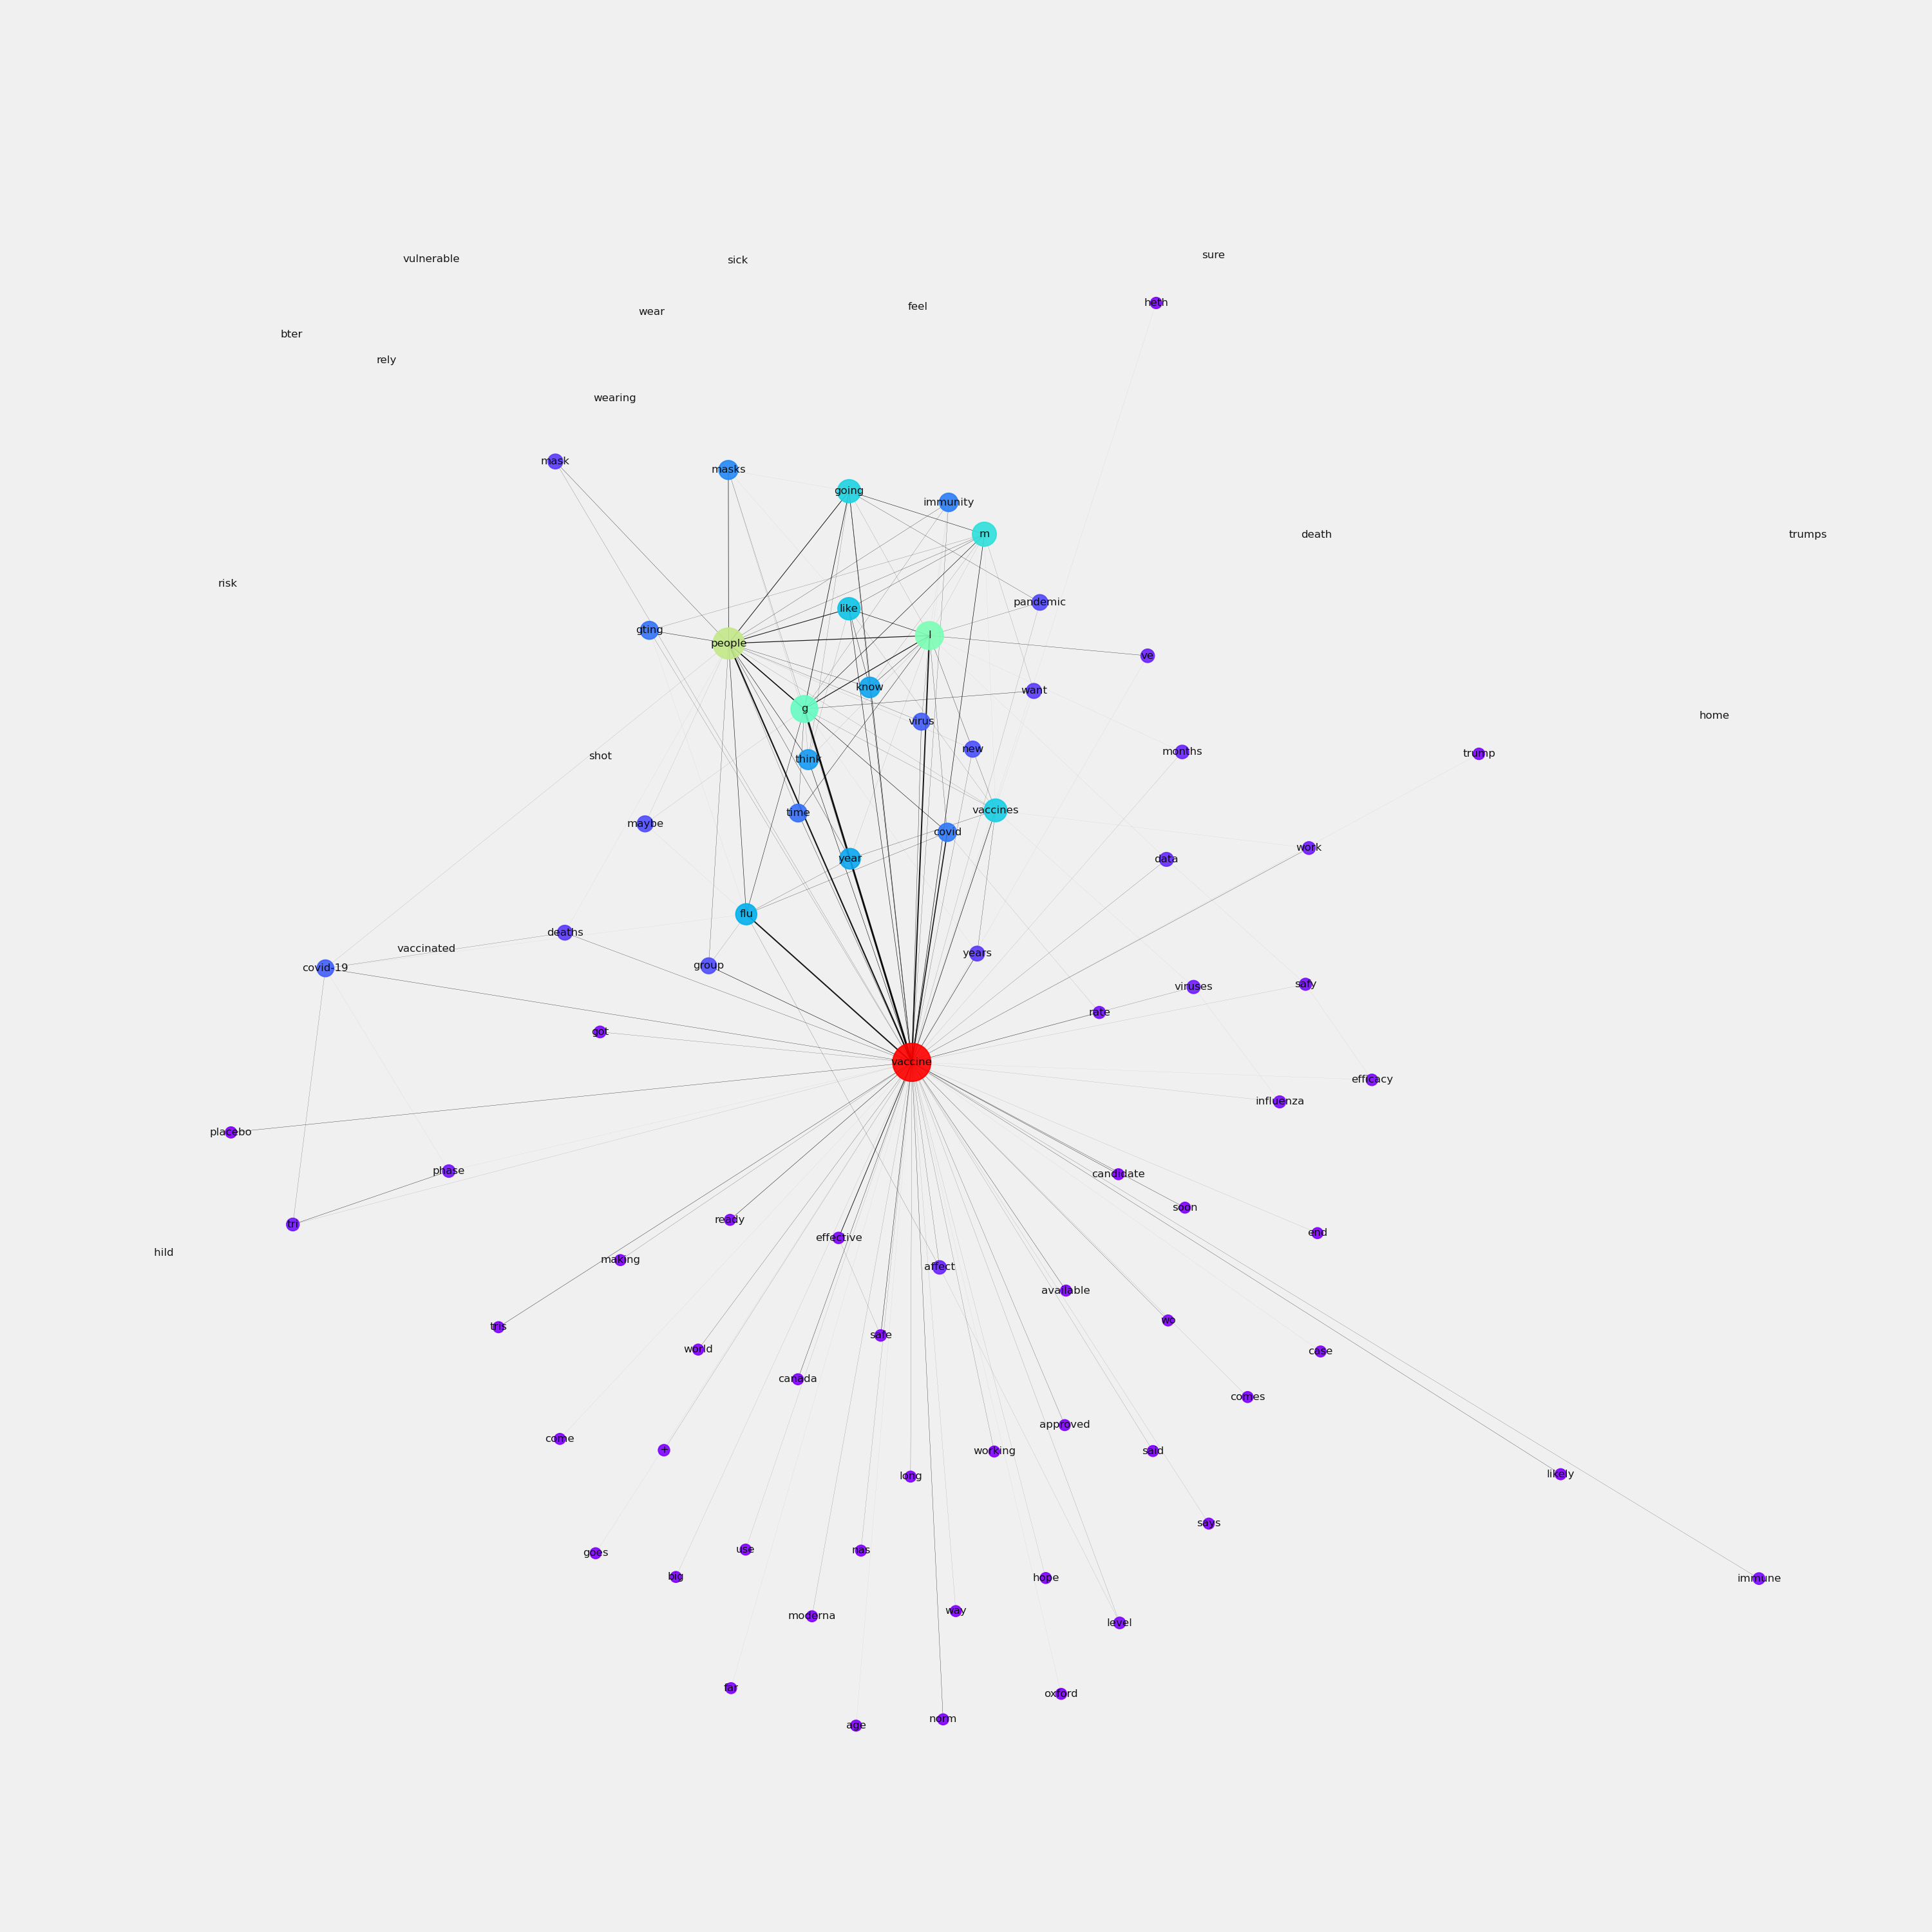 sure
vulnerable
sick
heth
feel
wear
bter
rely
wearing
mask
masks
going
immunity
m
death
trumps
risk
pandemic
like
gting
l
people
ve
know
want
g
home
virus
new
months
trump
shot
think
vaccines
time
maybe
covid
work
year
data
flu
deaths
vaccinated
years
group
covid-19
safy
viruses
rate
got
vaccine
efficacy
influenza
placebo
phase
candidate
soon
ready
tri
end
effective
hild
making
affect
available
wo
tris
safe
world
case
canada
comes
approved
come
+
working
said
likely
long
says
use
nas
goes
big
hope
immune
way
moderna
level
far
oxford
norm
age